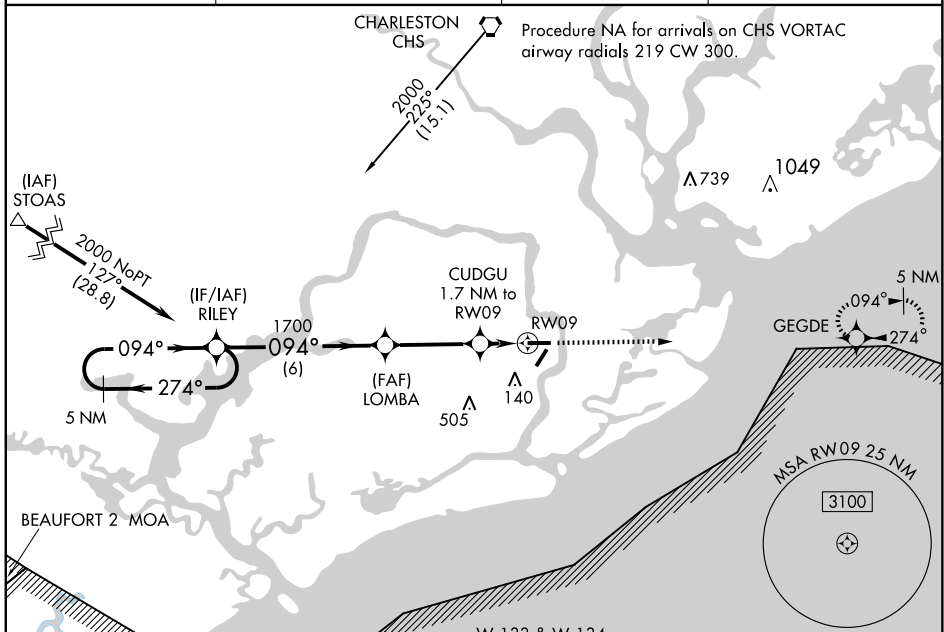 CHARLESTON
CHS
Procedure NA for arrivals on CHS VORTAC
airway radials 219 CW 300.
2000
225°
(15.1)
739
1049
(IAF)
STOAS
2000 NoPT
127°
(28.8)
(IF/IAF)
RILEY
094°
274°
5 NM
1700
094°
(6)
(FAF)
LOMBA
CUDGU
1.7 NM to
RW09
RW09
140
505
GEGDE
094°
5 NM
274°
MSA RW09 25 NM
3100
BEAUFORT 2 MOA